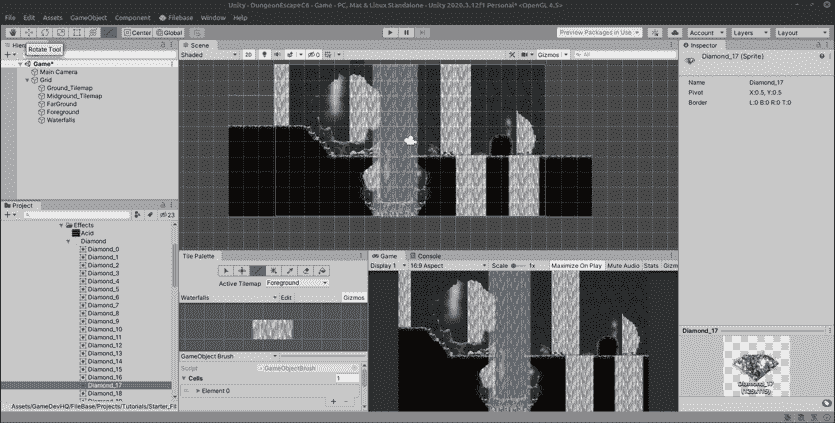 Unity - DungeonEscapeC6 - Game - PC, Mac & Linux Standalone - Unity 2020.3.12f1 Personal* <OpenGL 4.5>
File Edit Assets GameObject Component Filebase Window Help
Center Global Preview Packages in Use Account Layers Layout
Rotate Tool
Game*
Main Camera
Grid
Ground_Tilemap
Midground_Tilemap
FarGround
Foreground
Waterfalls
Scene
Shaded 2D 0 Gizmos All
Inspector
Diamond_17 (Sprite)
Name Diamond_17
Pivot X:0.5, Y:0.5
Border L:0 B:0 R:0 T:0
Project
23
Effects
Acid
Diamond
Diamond_0
Diamond_1
Diamond_2
Diamond_3
Diamond_4
Diamond_5
Diamond_6
Diamond_7
Diamond_8
Diamond_9
Diamond_10
Diamond_11
Diamond_12
Diamond_13
Diamond_14
Diamond_15
Diamond_16
Diamond_17
Diamond_18
Assets/GameDevHQ/FileBase/Projects/Tutorials/Starter_Fil
Tile Palette
Active Tilemap Foreground
Waterfalls Edit Gizmos
GameObject Brush
Script GameObjectBrush
Cells 1
Element 0
Game Console
Display 1 16:9 Aspect Scale 1x Maximize On Play Mute Audio Stats Gizm
Diamond_17
Diamond_17